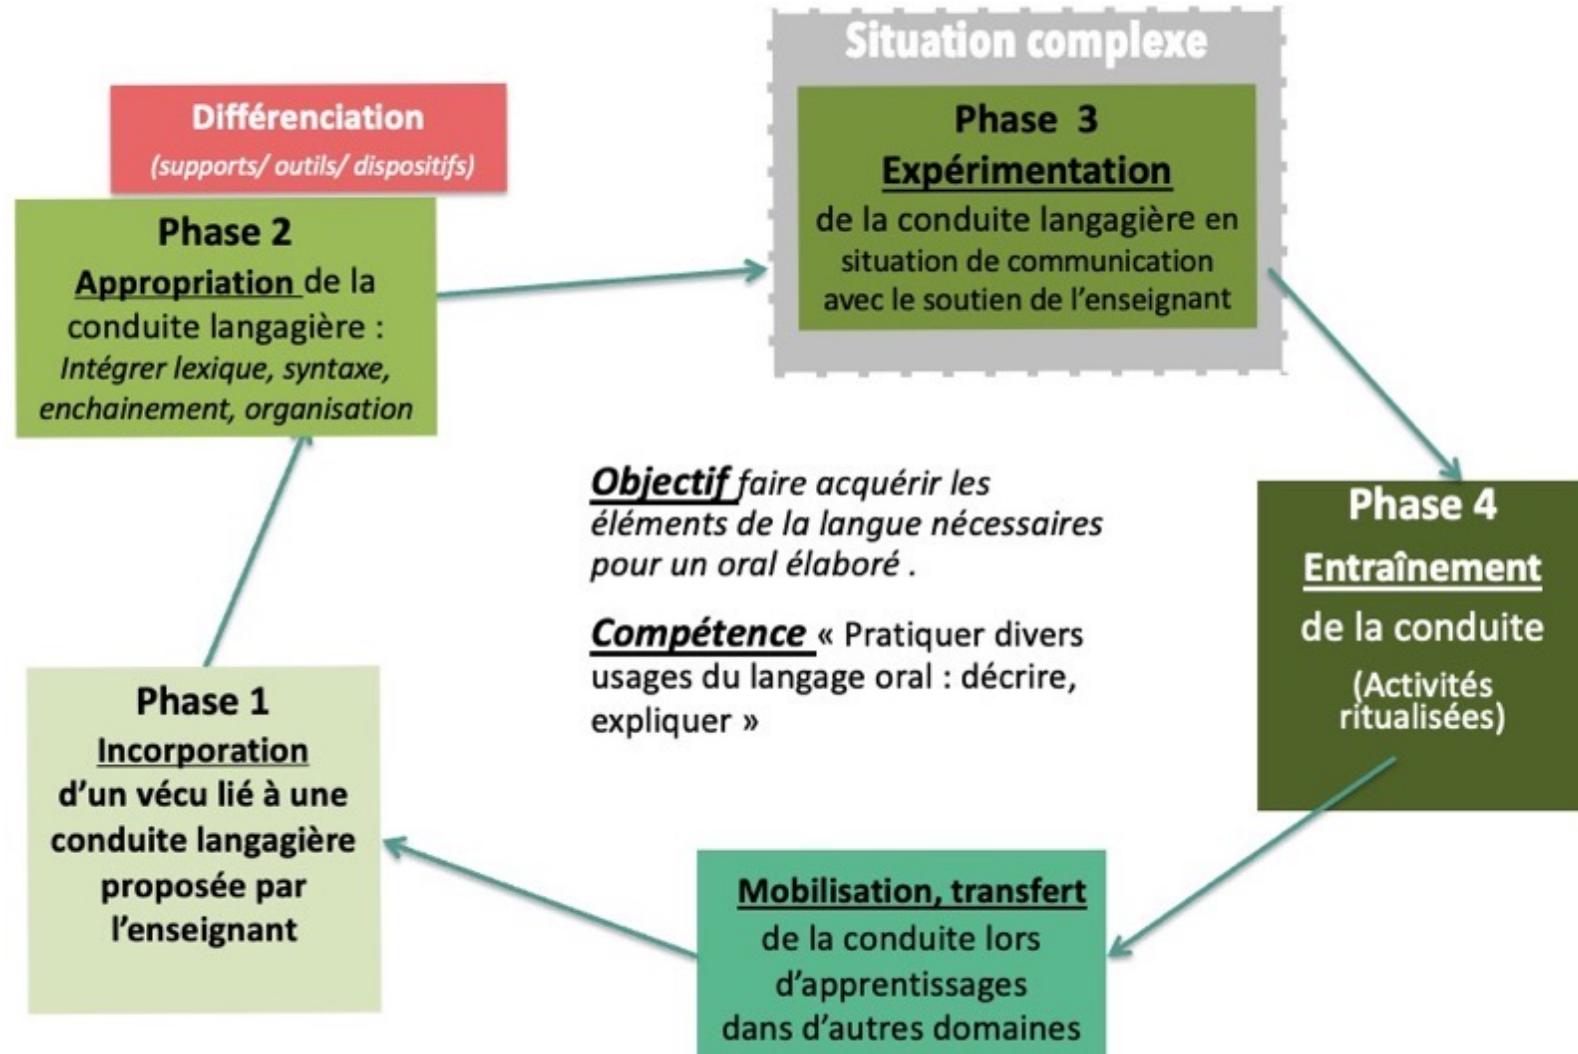 Situation complexe
Phase 3
Expérimentation
de la conduite langagière en
situation de communication
avec le soutien de l'enseignant
Différenciation
(supports/ outils/ dispositifs)
Phase 2
Appropriation de la
conduite langagière :
Intégrer lexique, syntaxe,
enchainement, organisation
Objectif faire acquérir les
éléments de la langue nécessaires
pour un oral élaboré .
Compétence « Pratiquer divers
usages du langage oral : décrire,
expliquer »
Phase 4
Entraînement
de la conduite
(Activités
ritualisées)
Phase 1
Incorporation
d'un vécu lié à une
conduite langagière
proposée par
l'enseignant
Mobilisation, transfert
de la conduite lors
d'apprentissages
dans d'autres domaines